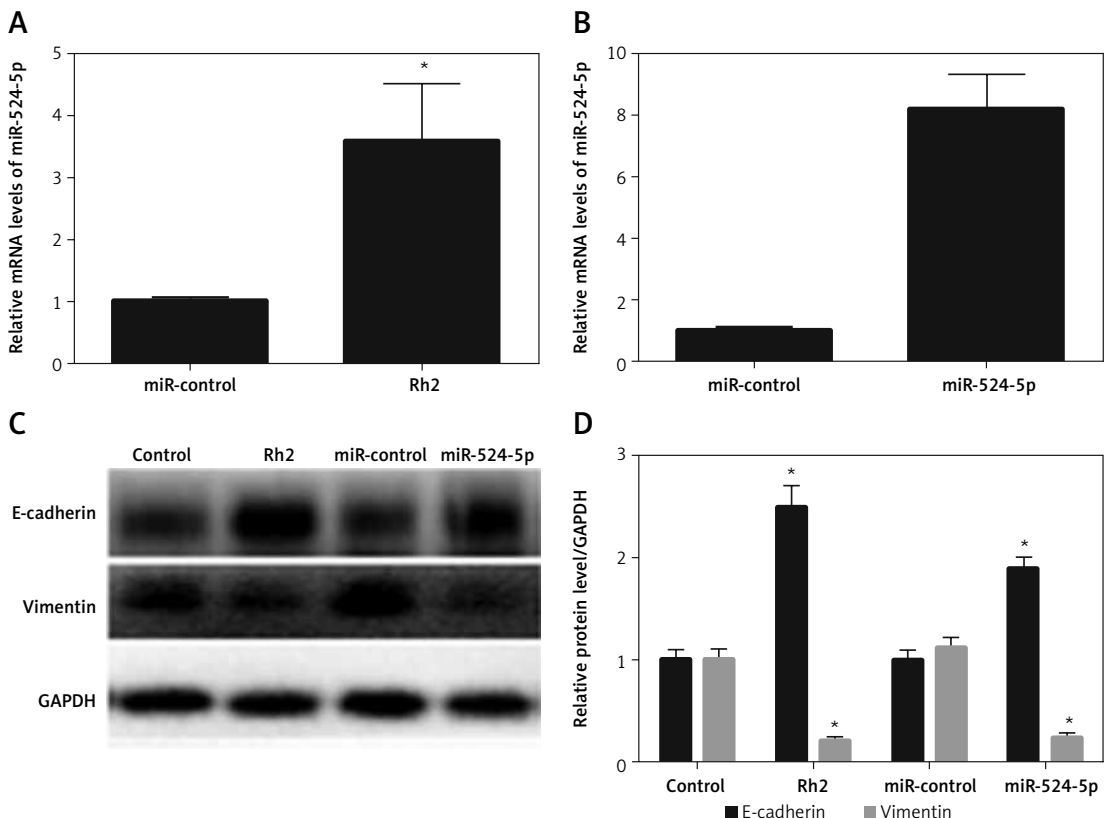 A
Relative mRNA levels of miR-524-5p
5
4
3
2
1
0
*
miR-control Rh2
B
Relative mRNA levels of miR-524-5p
10
8
6
4
2
0
miR-control miR-524-5p
C
Control Rh2 miR-control miR-524-5p
E-cadherin
Vimentin
GAPDH
D
Relative protein level/GAPDH
3
2
1
0
* * * *
Control Rh2 miR-control miR-524-5p
E-cadherin Vimentin